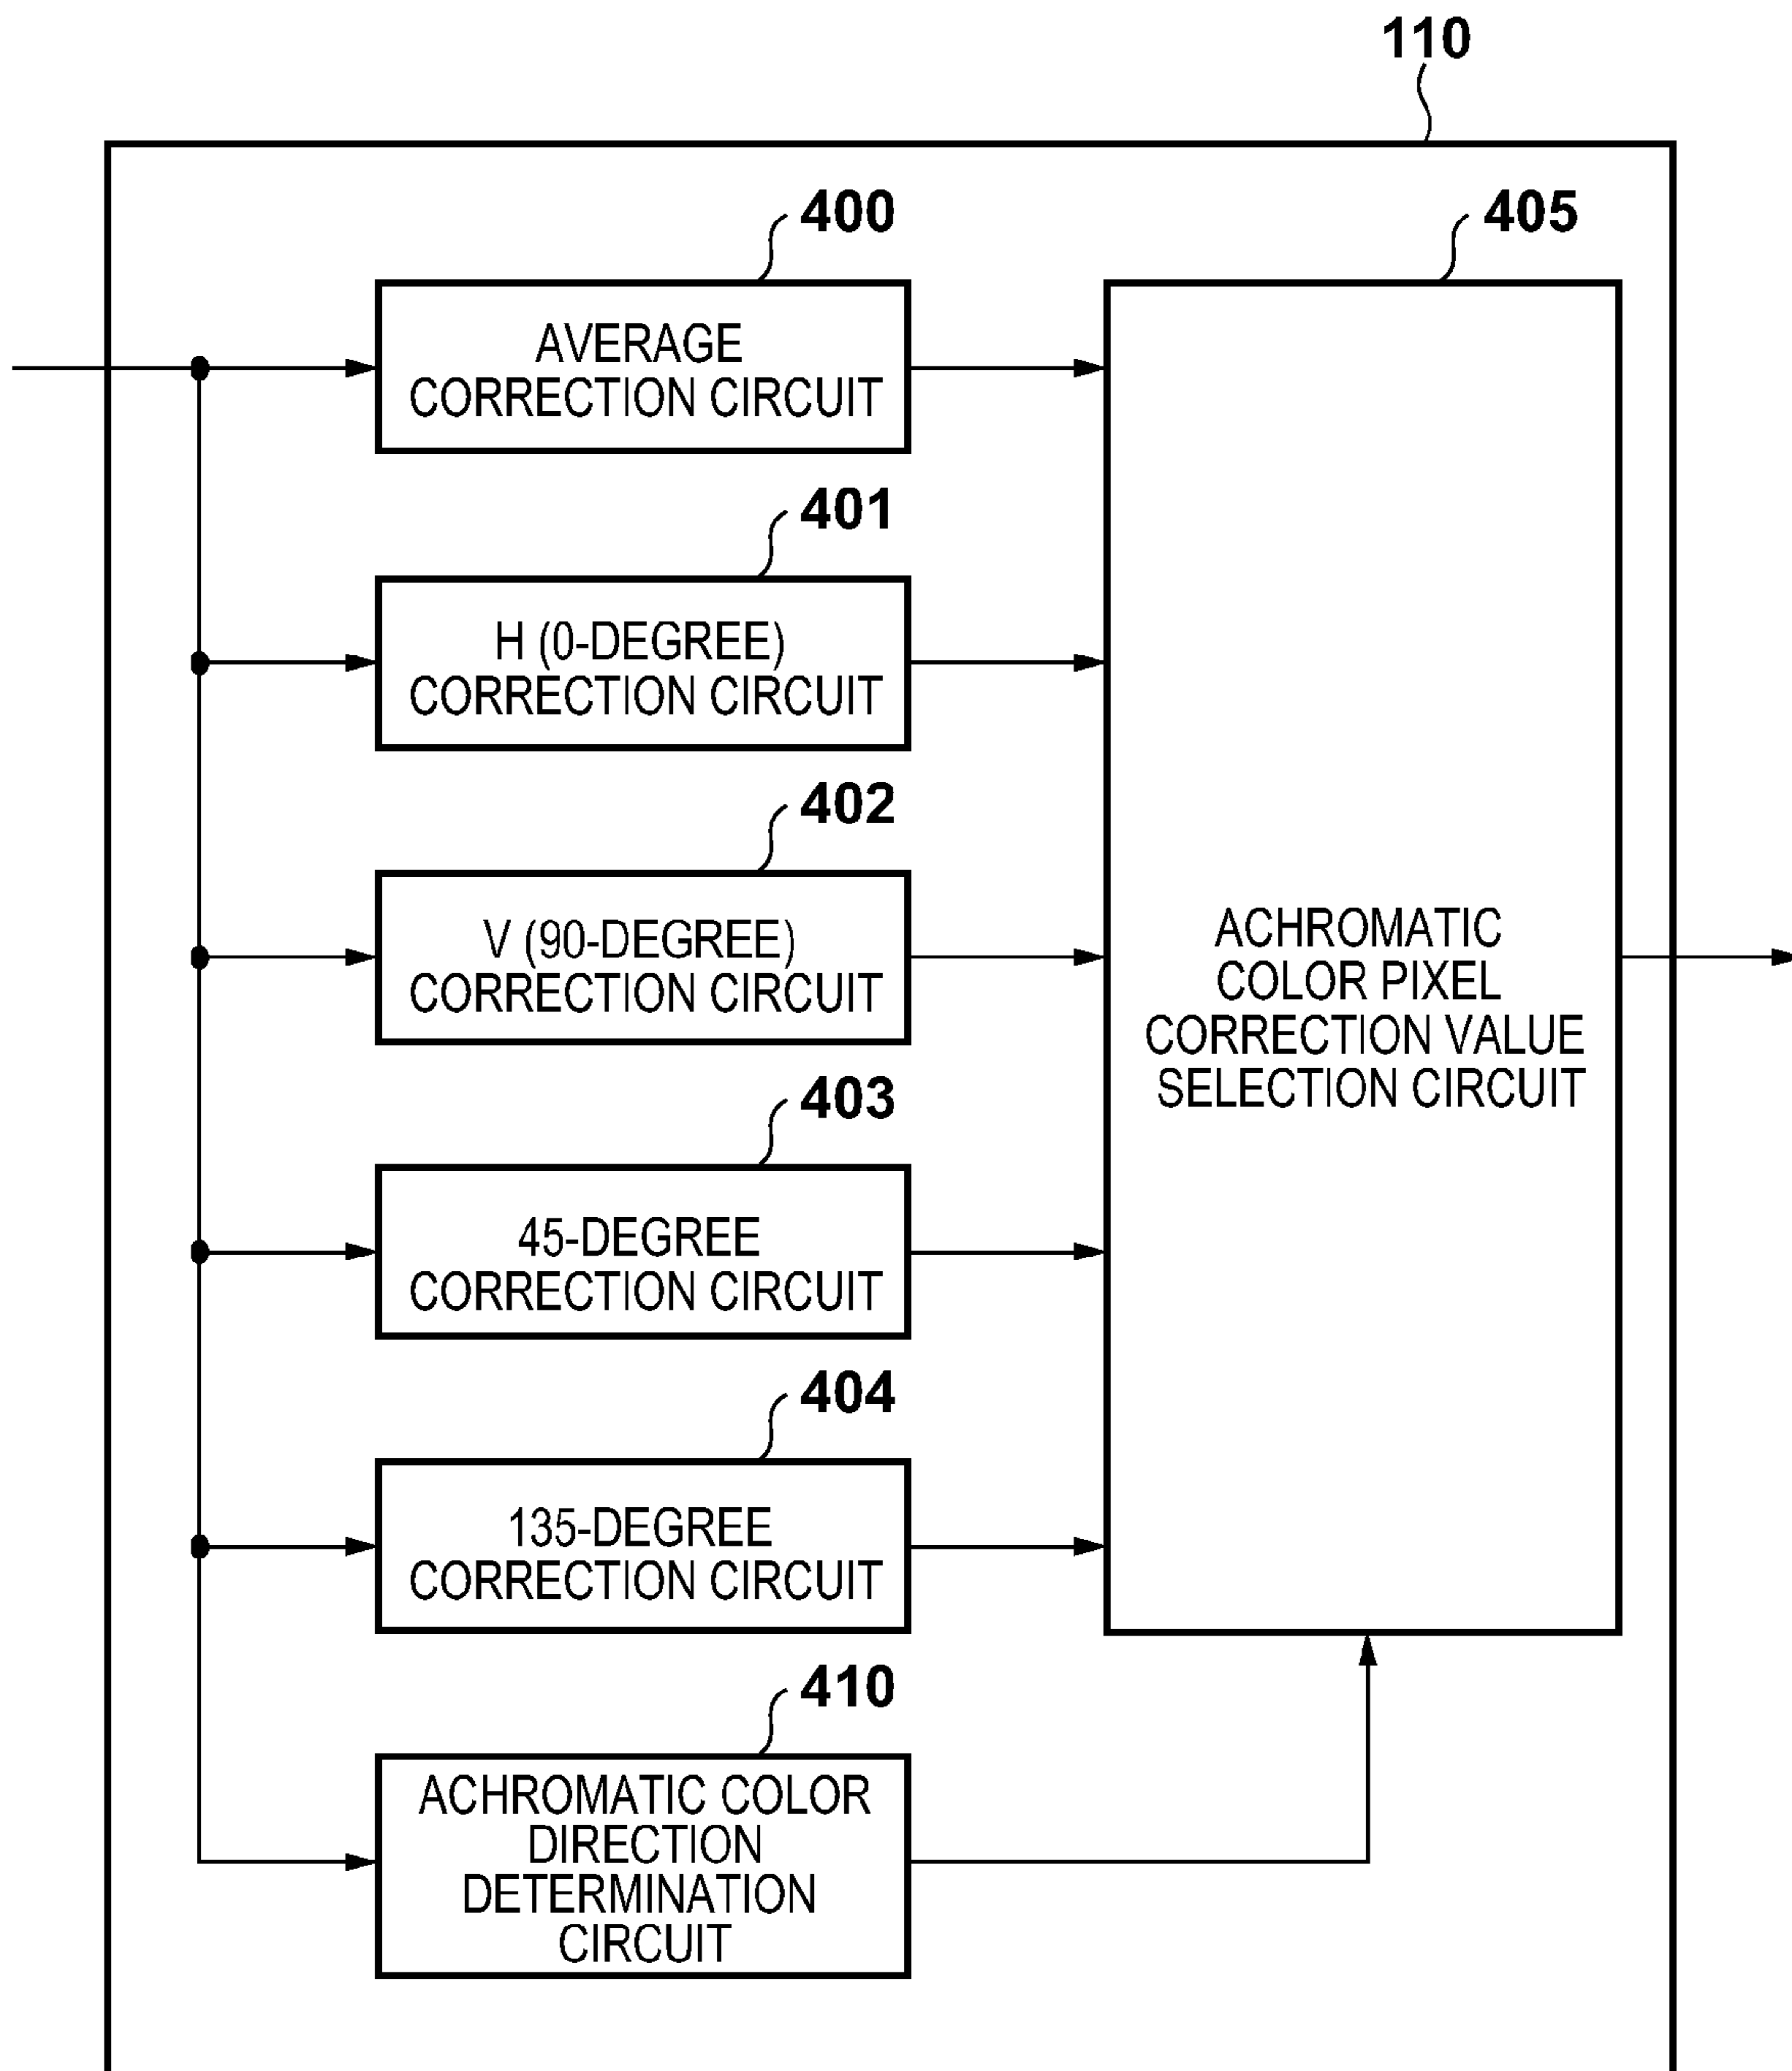 110
400
AVERAGE
CORRECTION CIRCUIT
401
H (0-DEGREE)
CORRECTION CIRCUIT
402
V (90-DEGREE)
CORRECTION CIRCUIT
403
45-DEGREE
CORRECTION CIRCUIT
404
135-DEGREE
CORRECTION CIRCUIT
410
ACHROMATIC COLOR
DIRECTION
DETERMINATION
CIRCUIT
405
ACHROMATIC
COLOR PIXEL
CORRECTION VALUE
SELECTION CIRCUIT